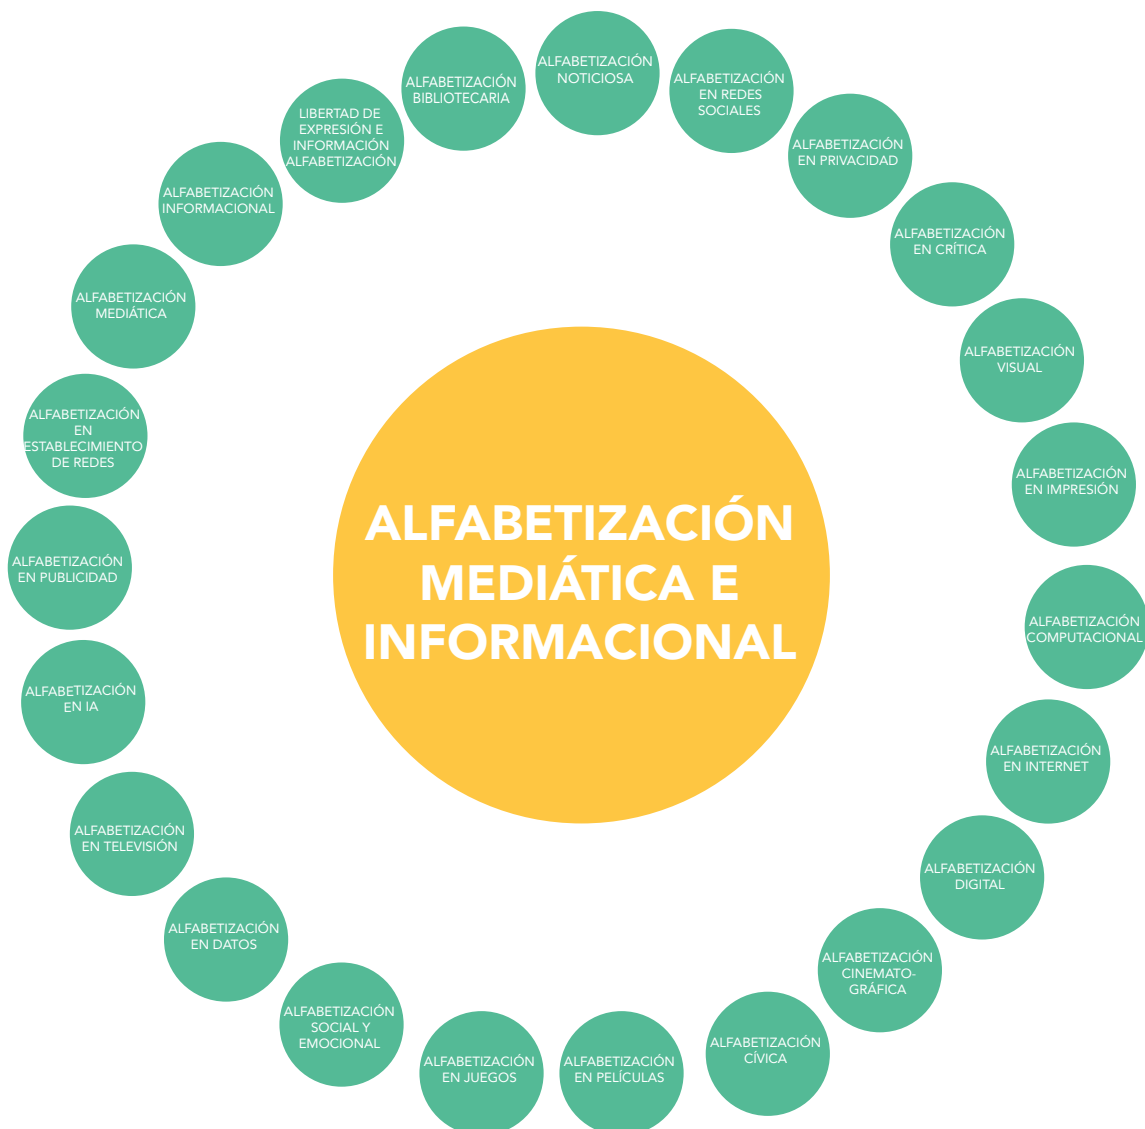 ALFABETIZACIÓN
NOTICIOSA
ALFABETIZACIÓN
EN REDES
SOCIALES
ALFABETIZACIÓN
EN PRIVACIDAD
ALFABETIZACIÓN
EN CRÍTICA
ALFABETIZACIÓN
VISUAL
ALFABETIZACIÓN
EN IMPRESIÓN
ALFABETIZACIÓN
COMPUTACIONAL
ALFABETIZACIÓN
EN INTERNET
ALFABETIZACIÓN
DIGITAL
ALFABETIZACIÓN
CINEMATO-
GRÁFICA
ALFABETIZACIÓN
CÍVICA
ALFABETIZACIÓN
EN PELÍCULAS
ALFABETIZACIÓN
EN JUEGOS
ALFABETIZACIÓN
SOCIAL Y
EMOCIONAL
ALFABETIZACIÓN
EN DATOS
ALFABETIZACIÓN
EN TELEVISIÓN
ALFABETIZACIÓN
EN IA
ALFABETIZACIÓN
EN PUBLICIDAD
ALFABETIZACIÓN
EN
ESTABLECIMIENTO
DE REDES
ALFABETIZACIÓN
MEDIÁTICA
ALFABETIZACIÓN
INFORMACIONAL
LIBERTAD DE
EXPRESIÓN E
INFORMACIÓN
ALFABETIZACIÓN
ALFABETIZACIÓN
BIBLIOTECARIA
ALFABETIZACIÓN
MEDIÁTICA E
INFORMACIONAL